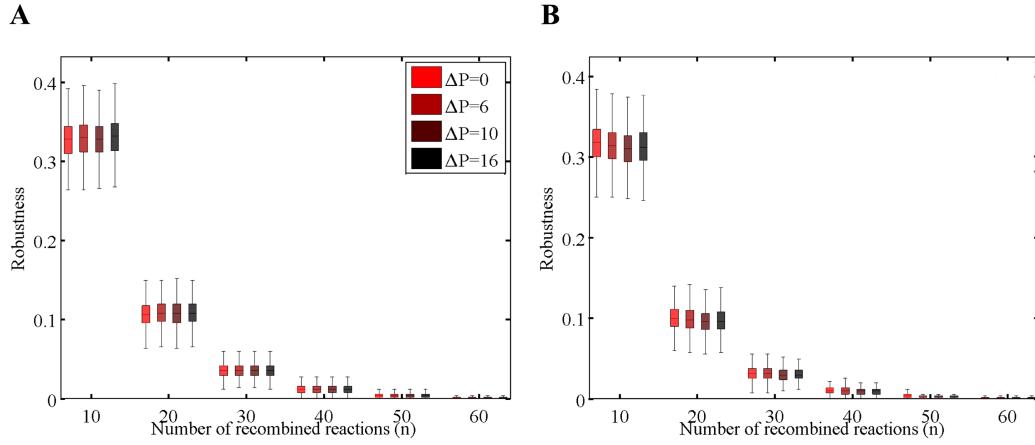 A
B
Robustness
0.4
0.3
0.2
0.1
0
ΔP=0
ΔP=6
ΔP=10
ΔP=16
10 20 30 40 50 60
Number of recombined reactions (n)
Robustness
0.4
0.3
0.2
0.1
0
10 20 30 40 50 60
Number of recombined reactions (n)